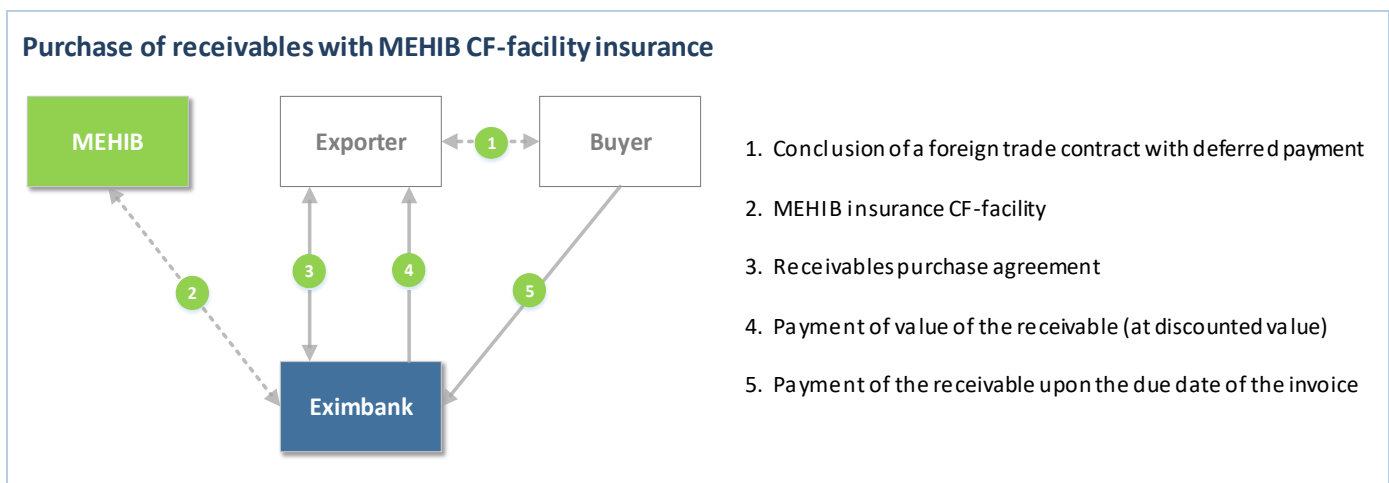 Purchase of receivables with MEHIB CF-facility insurance
MEHIB
Exporter
1
Buyer
2
3
4
5
Eximbank
1. Conclusion of a foreign trade contract with deferred payment
2. MEHIB insurance CF-facility
3. Receivables purchase agreement
4. Payment of value of the receivable (at discounted value)
5. Payment of the receivable upon the due date of the invoice